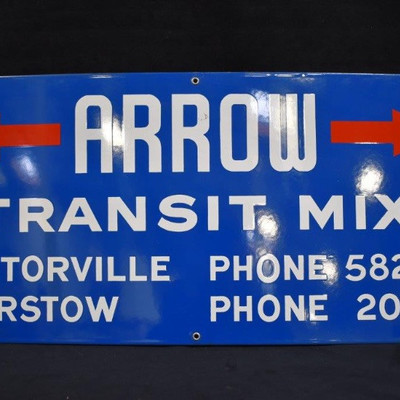 ARROW
TRANSIT MIX
TORVILLE PHONE 582
RSTOW PHONE 20